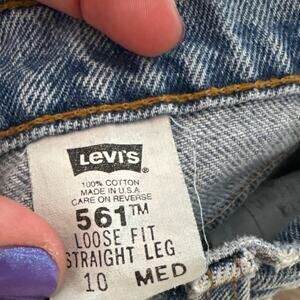 LEVI'S
®
100% COTTON
MADE IN U.S.A.
CARE ON REVERSE
561™
LOOSE FIT
STRAIGHT LEG
10 MED